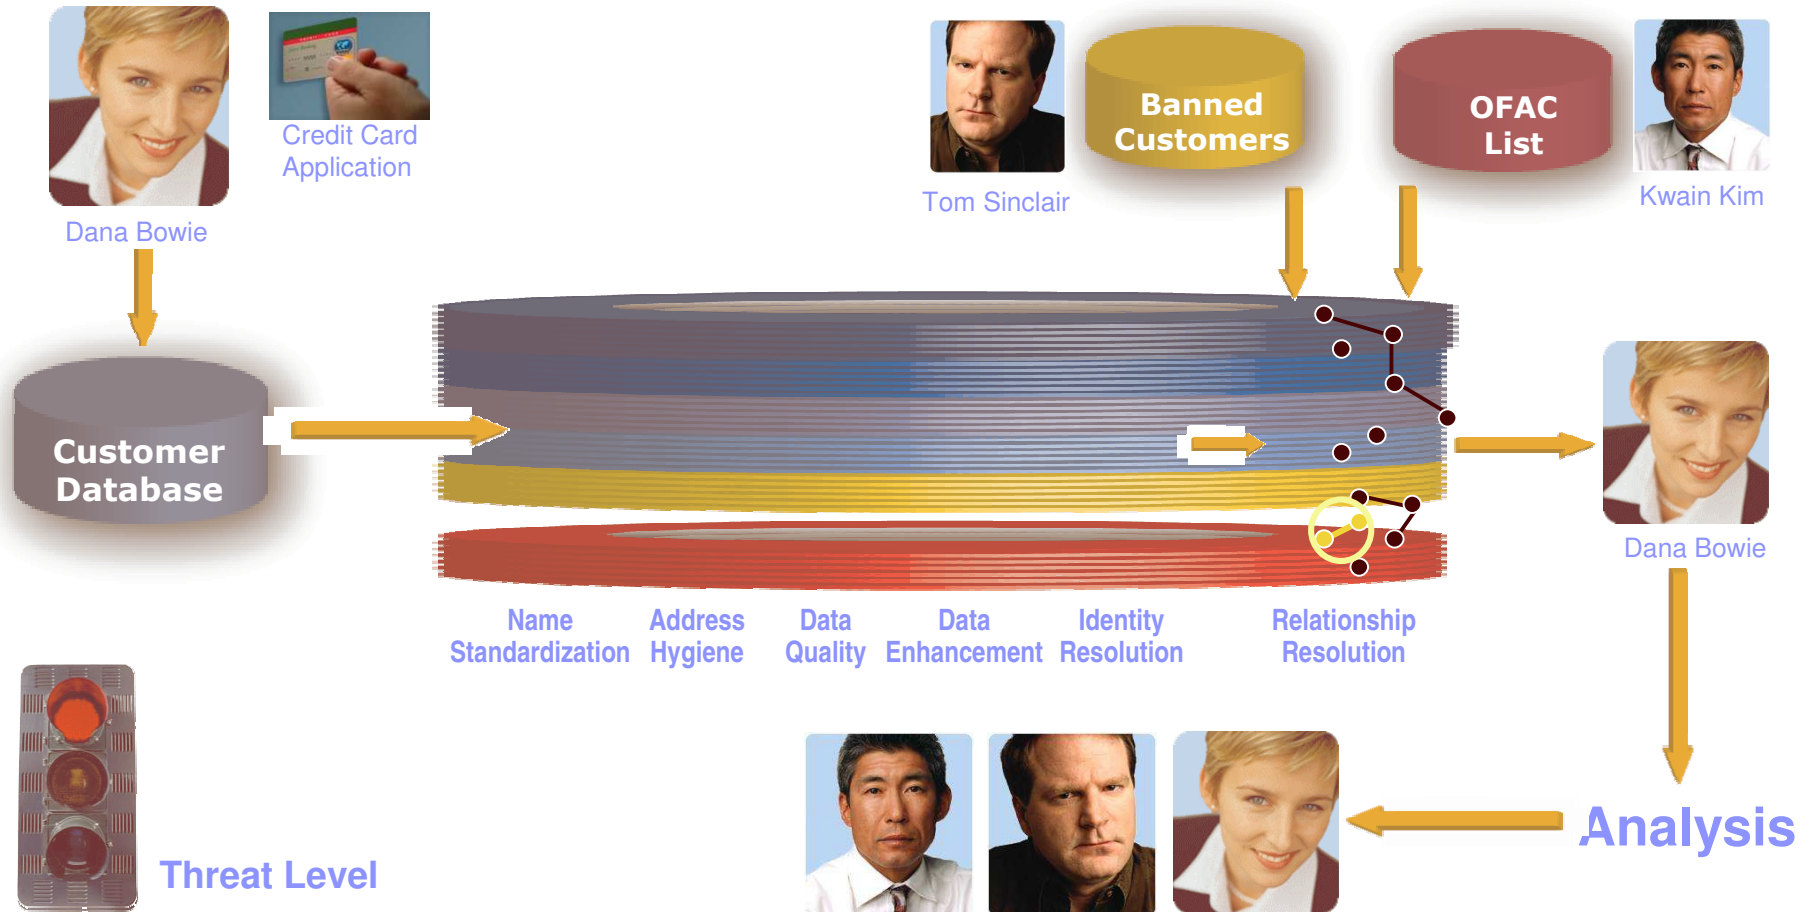 Credit Card
Application
Dana Bowie
Tom Sinclair
Banned
Customers
OFAC
List
Kwain Kim
Customer
Database
Dana Bowie
Name
Standardization
Address
Hygiene
Data
Quality
Data
Enhancement
Identity
Resolution
Relationship
Resolution
Threat Level
Analysis